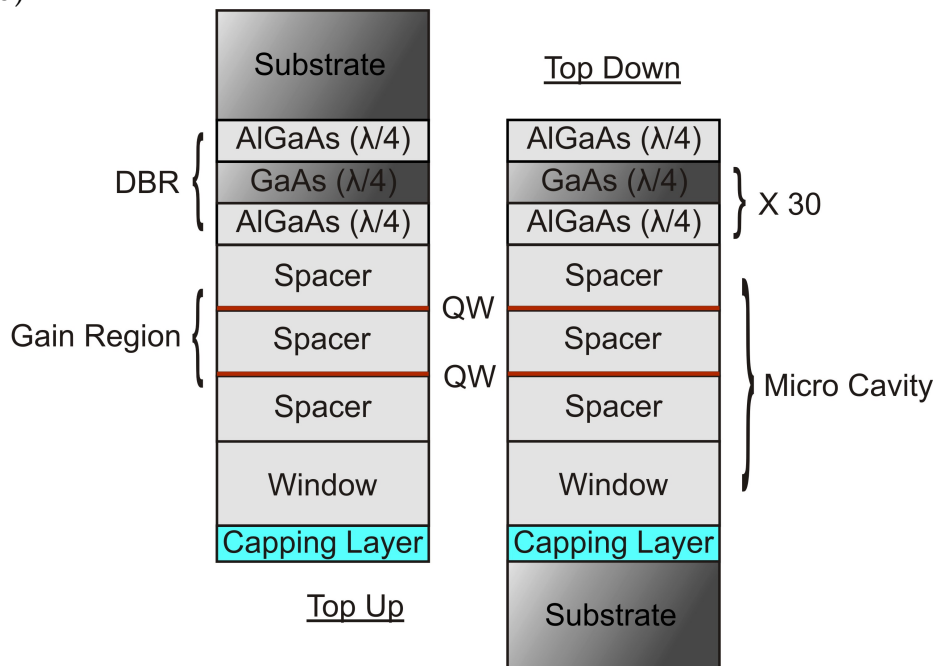 Substrate
Top Down
AlGaAs (λ/4)
DBR
GaAs (λ/4)
AlGaAs (λ/4)
Spacer
QW
Gain Region
Spacer
QW
Spacer
Window
Capping Layer
Top Up
AlGaAs (λ/4)
GaAs (λ/4)
X 30
AlGaAs (λ/4)
Spacer
Spacer
Micro Cavity
Spacer
Window
Capping Layer
Substrate